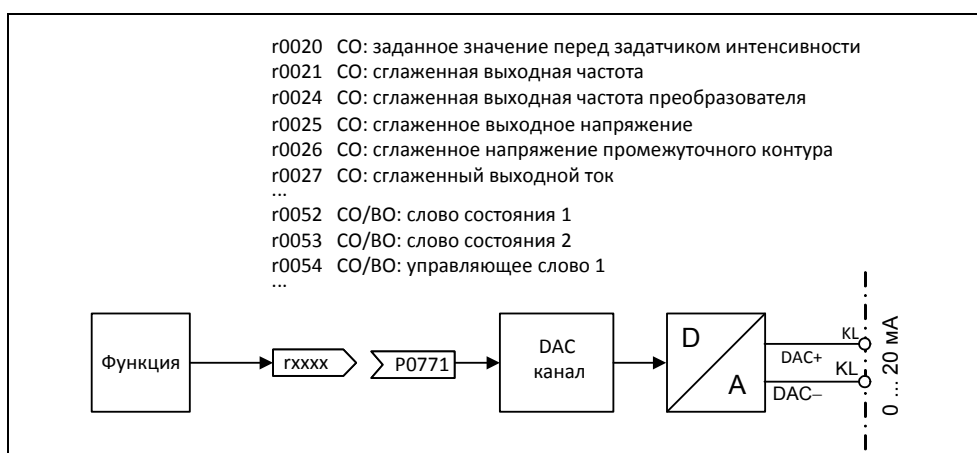 r0020 CO: заданное значение перед задатчиком интенсивности
r0021 CO: сглаженная выходная частота
r0024 CO: сглаженная выходная частота преобразователя
r0025 CO: сглаженное выходное напряжение
r0026 CO: сглаженное напряжение промежуточного контура
r0027 CO: сглаженный выходной ток
...
r0052 CO/BO: слово состояния 1
r0053 CO/BO: слово состояния 2
r0054 CO/BO: управляющее слово 1
...
Функция
rxxxx
P0771
DAC
канал
D
A
KL
DAC+
KL
DAC–
0 ... 20 мА